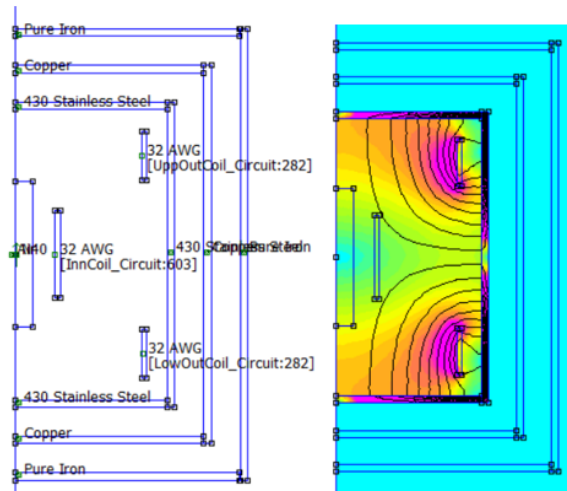 Pure Iron
Copper
430 Stainless Steel
32 AWG
[UppOutCoil_Circuit:282]
32 AWG
[InnCoil_Circuit:603]
32 AWG
[LowOutCoil_Circuit:282]
430 Stainless Steel
Copper
Pure Iron